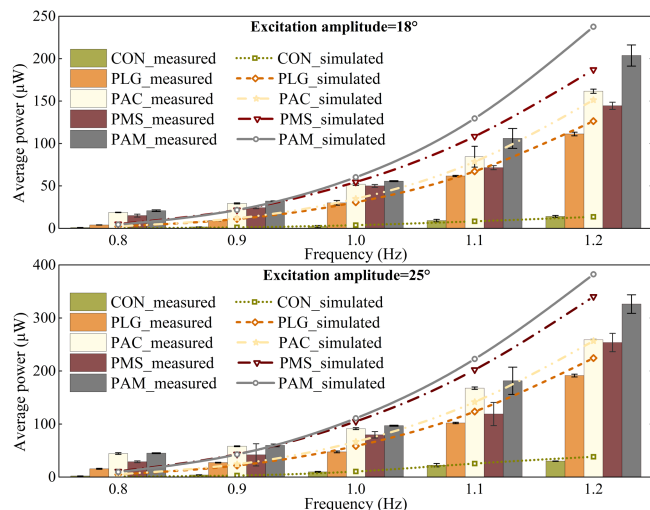 Excitation amplitude=18°
250
200
150
100
50
0
Average power (μW)
CON_measured
PLG_measured
PAC_measured
PMS_measured
PAM_measured
CON_simulated
PLG_simulated
PAC_simulated
PMS_simulated
PAM_simulated
0.8 0.9 1.0 1.1 1.2
Frequency (Hz)
Excitation amplitude=25°
400
300
200
100
0
Average power (μW)
CON_measured
PLG_measured
PAC_measured
PMS_measured
PAM_measured
CON_simulated
PLG_simulated
PAC_simulated
PMS_simulated
PAM_simulated
0.8 0.9 1.0 1.1 1.2
Frequency (Hz)